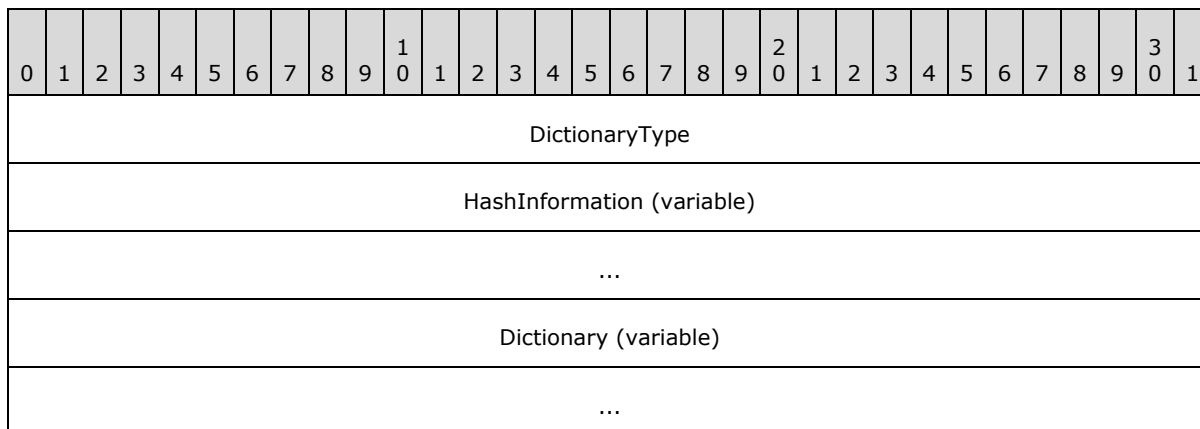 1 2 3
0 1 2 3 4 5 6 7 8 9 0 1 2 3 4 5 6 7 8 9 0 1 2 3 4 5 6 7 8 9 0 1
DictionaryType
HashInformation (variable)
...
Dictionary (variable)
...